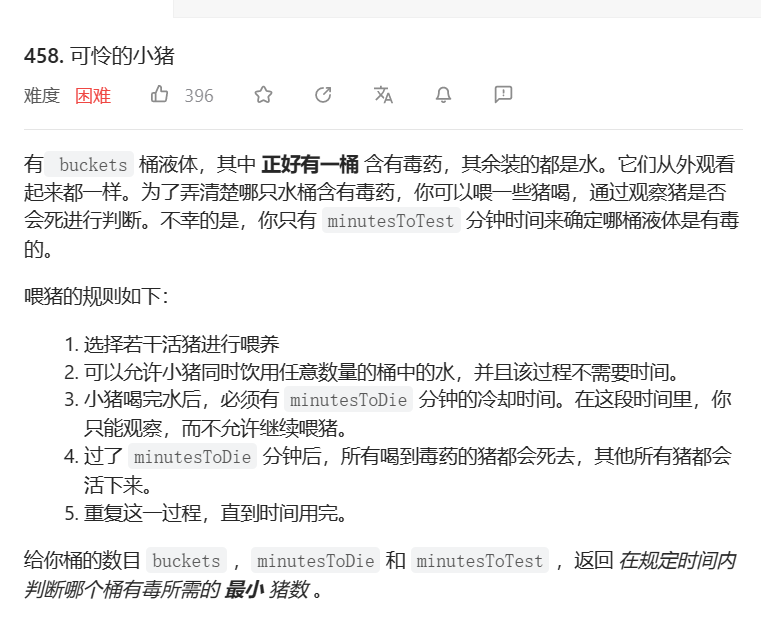 458. 可怜的小猪
难度 困难 396
有 buckets 桶液体，其中 正好有一桶 含有毒药，其余装的都是水。它们从外观看
起来都一样。为了弄清楚哪只水桶含有毒药，你可以喂一些猪喝，通过观察猪是否
会死进行判断。不幸的是，你只有 minutesToTest 分钟时间来确定哪桶液体是有毒
的。
喂猪的规则如下：
1. 选择若干活猪进行喂养
2. 可以允许小猪同时饮用任意数量的桶中的水，并且该过程不需要时间。
3. 小猪喝完水后，必须有 minutesToDie 分钟的冷却时间。在这段时间里，你
只能观察，而不允许继续喂猪。
4. 过了 minutesToDie 分钟后，所有喝到毒药的猪都会死去，其他所有猪都会
活下来。
5. 重复这一过程，直到时间用完。
给你桶的数目 buckets ，minutesToDie 和 minutesToTest ，返回 在规定时间内
判断哪个桶有毒所需的 最小 猪数 。